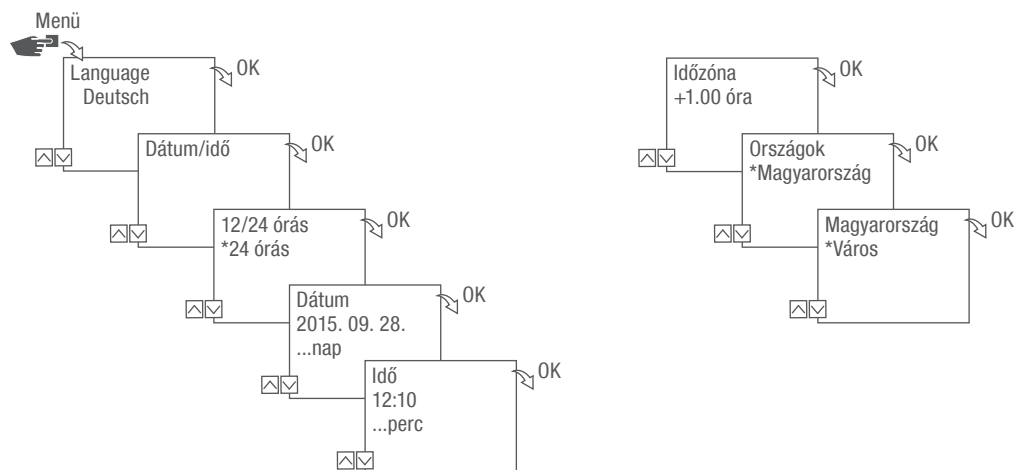 Menü
Language
Deutsch
OK
Dátum/idő
OK
12/24 órás
*24 órás
OK
Dátum
2015. 09. 28.
...nap
OK
Idő
12:10
...perc
OK
Időzóna
+1.00 óra
OK
Országok
*Magyarország
OK
Magyarország
*Város
OK